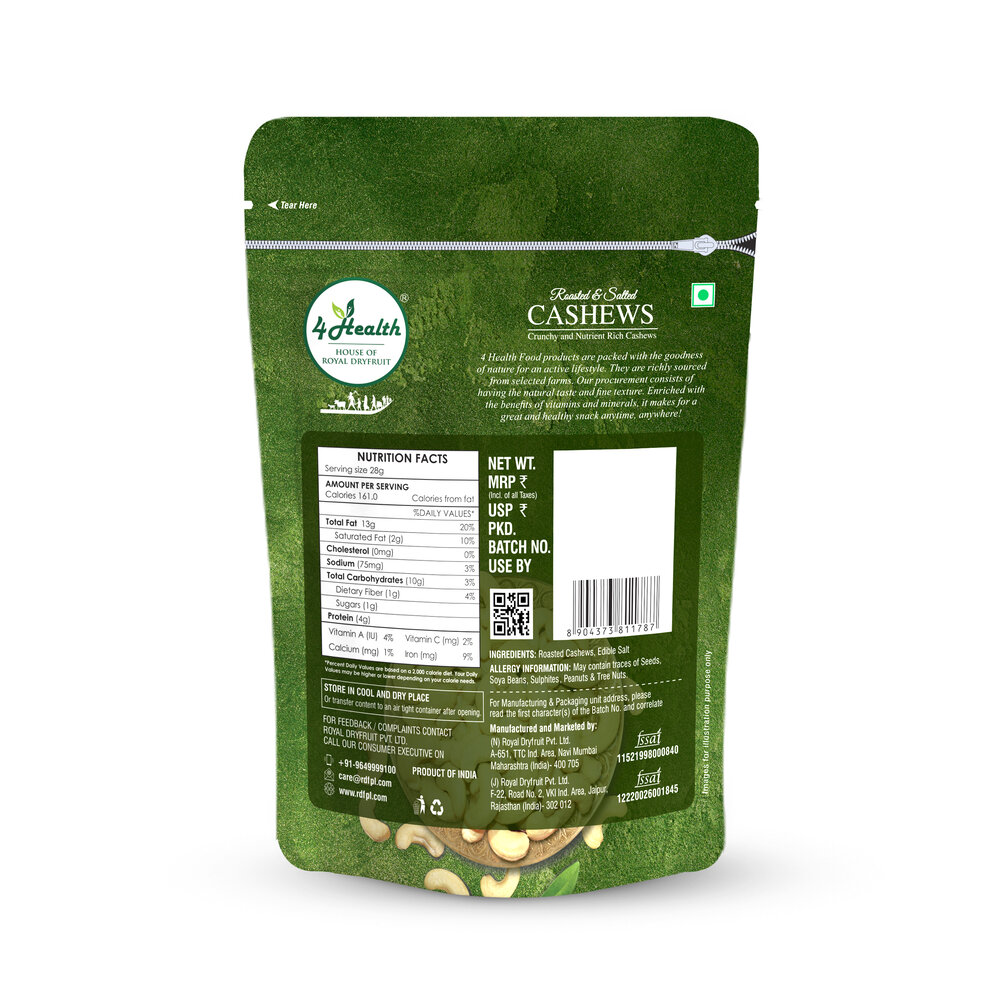 Tear Here
4 Health ®
HOUSE OF
ROYAL DRYFRUIT
Roasted & Salted
CASHEWS
Crunchy and Nutrient Rich Cashews
4 Health Food products are packed with the goodness
of nature for an active lifestyle. They are richly sourced
from selected farms. Our procurement consists of
having the natural taste and fine texture. Enriched with
the benefits of vitamins and minerals, it makes for a
great and healthy snack anytime, anywhere!
NUTRITION FACTS
Serving size 28g
AMOUNT PER SERVING
Calories 161.0 Calories from fat
%DAILY VALUES*
Total Fat 13g 20%
Saturated Fat (2g) 10%
Cholesterol (0mg) 0%
Sodium (75mg) 3%
Total Carbohydrates (10g) 3%
Dietary Fiber (1g) 4%
Sugars (1g)
Protein (4g)
Vitamin A (IU) 4% Vitamin C (mg) 2%
Calcium (mg) 1% Iron (mg) 9%
*Percent Daily Values are based on a 2,000 calorie diet. Your Daily
Values may be higher or lower depending on your calorie needs.
STORE IN COOL AND DRY PLACE
Or transfer content to an air tight container after opening.
FOR FEEDBACK / COMPLAINTS CONTACT
ROYAL DRYFRUIT PVT. LTD.
CALL OUR CONSUMER EXECUTIVE ON
+91-9649999100
care@rdfpl.com
www.rdfpl.com
PRODUCT OF INDIA
NET WT.
MRP ₹
(Incl. of all Taxes)
USP ₹
PKD.
BATCH NO.
USE BY
8 904373 811787
INGREDIENTS: Roasted Cashews, Edible Salt
ALLERGY INFORMATION: May contain traces of Seeds,
Soya Beans, Sulphites, Peanuts & Tree Nuts.
For Manufacturing & Packaging unit address, please
read the first character(s) of the Batch No. and correlate
Manufactured and Marketed by:
(N) Royal Dryfruit Pvt. Ltd.
A-651, TTC Ind. Area, Navi Mumbai
Maharashtra (India)- 400 705
(J) Royal Dryfruit Pvt. Ltd.
F-22, Road No. 2, VKI Ind. Area, Jaipur,
Rajasthan (India)- 302 012
fssai
11521998000840
fssai
12220026001845
Images for illustration purpose only